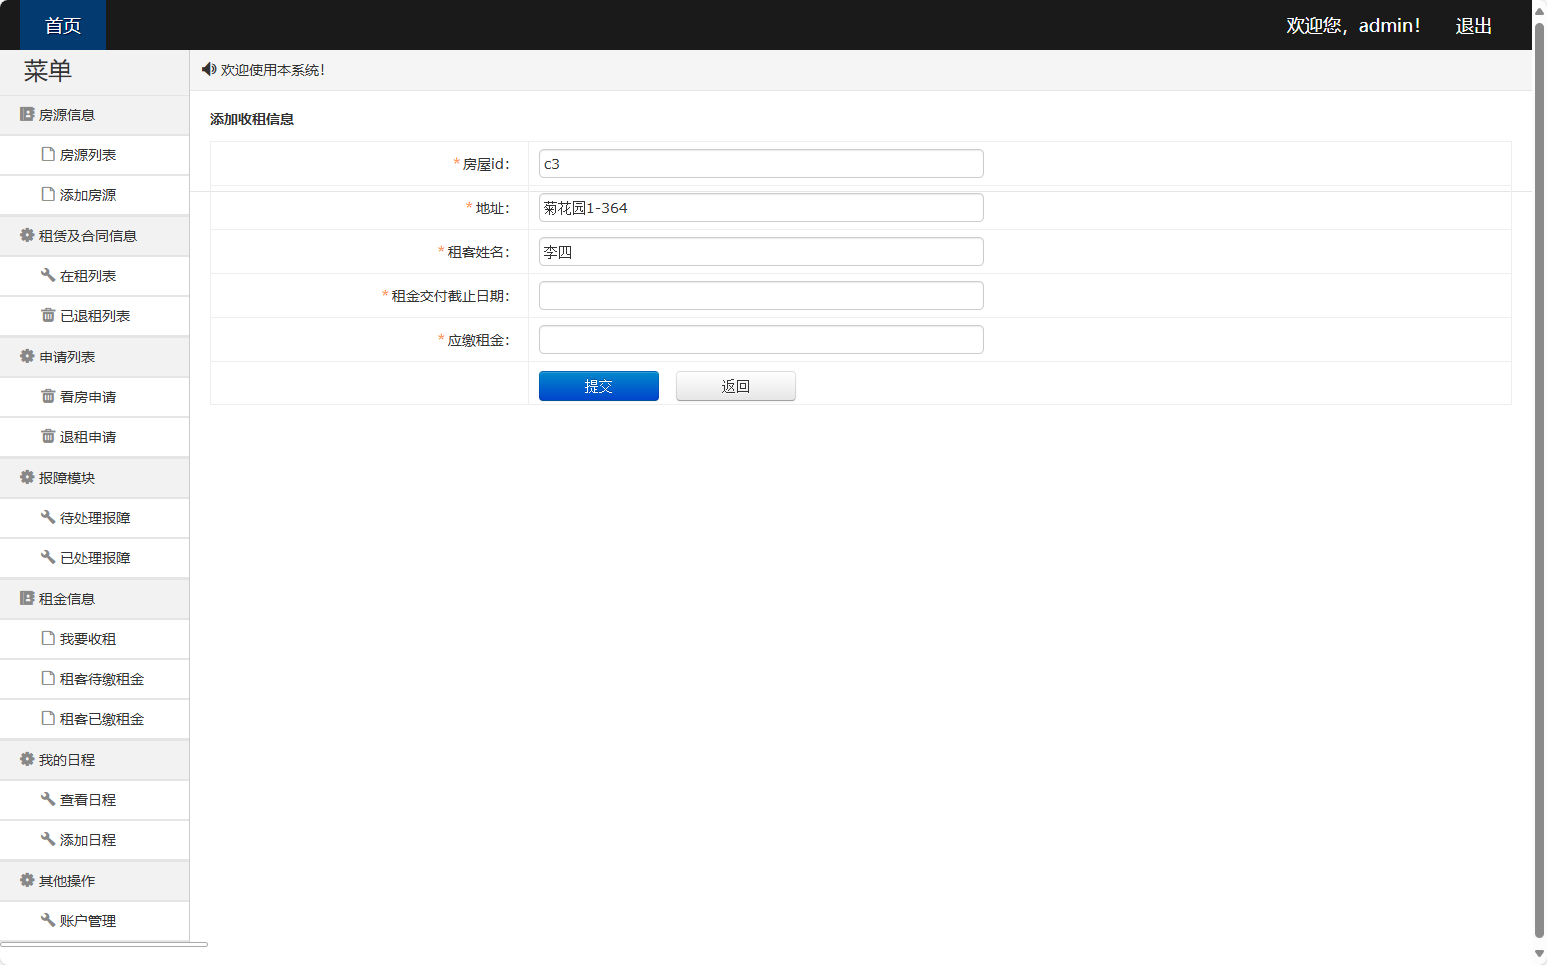 首页
欢迎您，admin！
退出
菜单
欢迎使用本系统！
房源信息
房源列表
添加房源
租赁及合同信息
在租列表
已退租列表
申请列表
看房申请
退租申请
报障模块
待处理报障
已处理报障
租金信息
我要收租
租客待缴租金
租客已缴租金
我的日程
查看日程
添加日程
其他操作
账户管理
添加收租信息
*房屋id： c3
*地址： 菊花园1-364
*租客姓名： 李四
*租金交付截止日期：
*应缴租金：
提交 返回